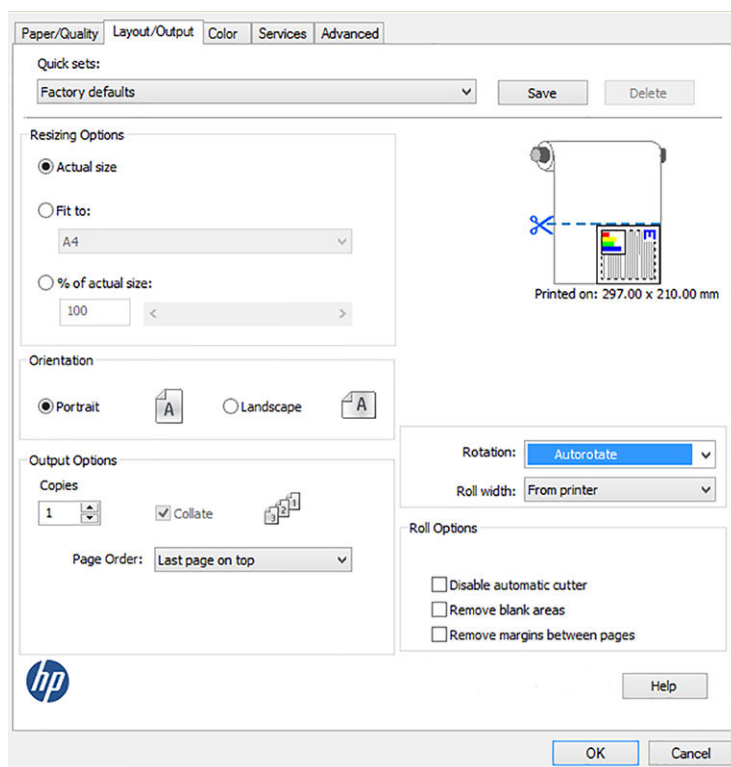 Paper/Quality Layout/Output Color Services Advanced
Quick sets:
Factory defaults Save Delete
Resizing Options
Actual size
Fit to:
A4
% of actual size:
100
Printed on: 297.00 x 210.00 mm
Orientation
Portrait A Landscape A
Rotation: Autorotate
Roll width: From printer
Output Options
Copies
1 Collate 3 2 1
Page Order: Last page on top
Roll Options
Disable automatic cutter
Remove blank areas
Remove margins between pages
hp
Help
OK Cancel